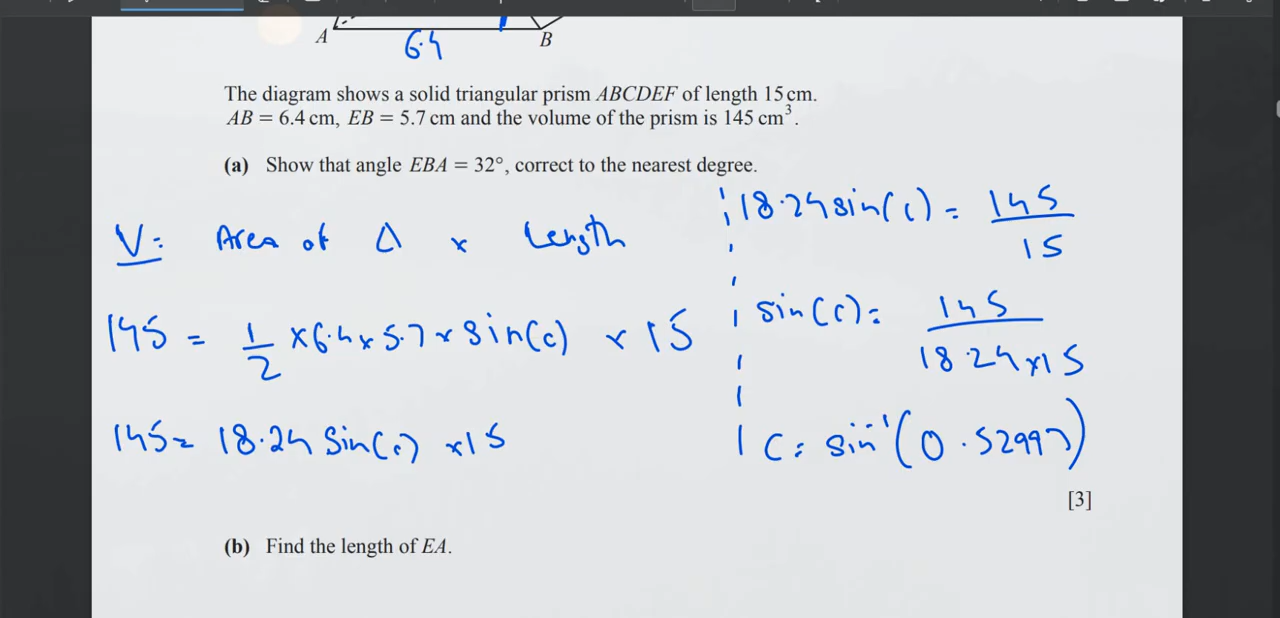 A
6.4
B
The diagram shows a solid triangular prism ABCDEF of length 15 cm.
AB = 6.4 cm, EB = 5.7 cm and the volume of the prism is 145 cm³.
(a) Show that angle EBA = 32°, correct to the nearest degree.
V = Area of Δ × Length
145 = 1/2 × 6.4 × 5.7 × sin(c) × 15
145 = 18.24 Sin(c) × 15
18.24 sin(c) = 145/15
sin(c) = 145/18.24 × 15
C = sin⁻¹(0.52997)
[3]
(b) Find the length of EA.